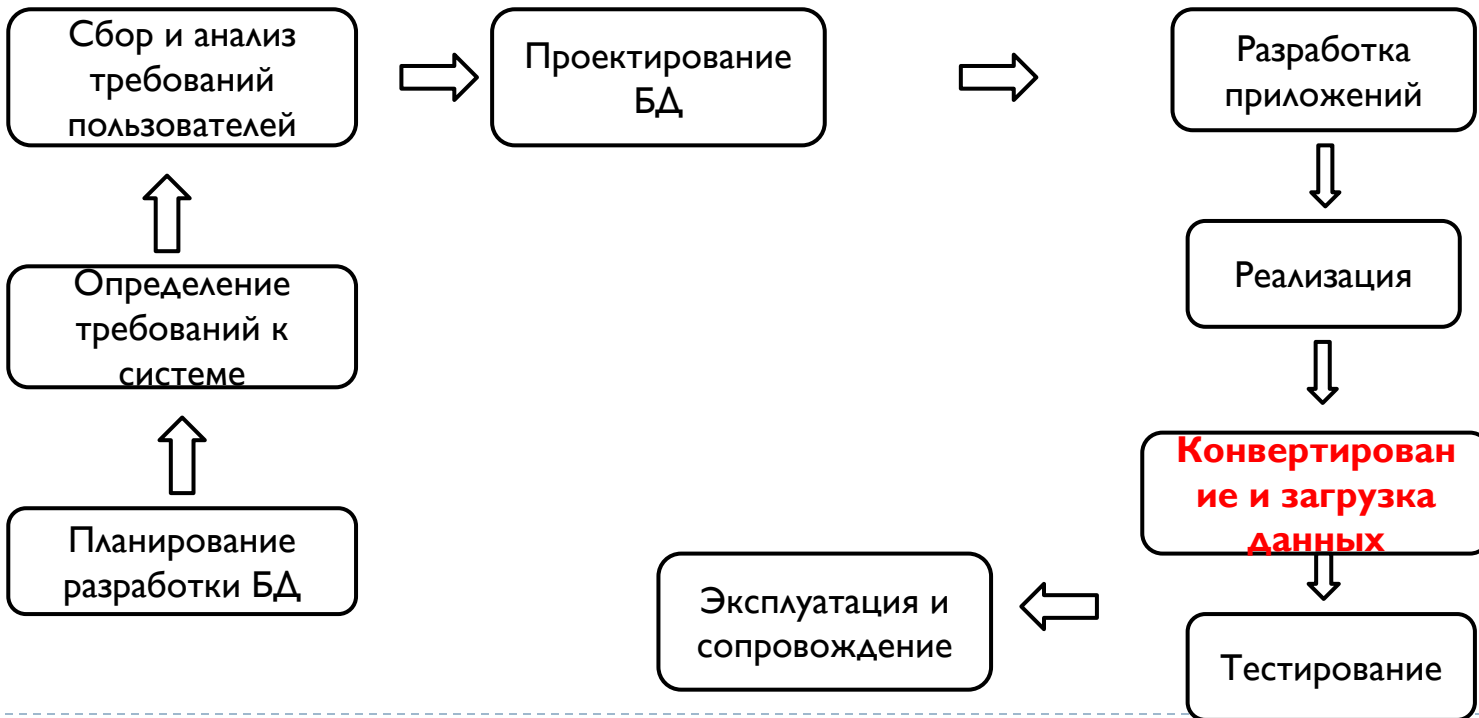 Сбор и анализ
требований
пользователей
Проектирование
БД
Разработка
приложений
Реализация
Определение
требований к
системе
Конвертирован
ие и загрузка
данных
Планирование
разработки БД
Эксплуатация и
сопровождение
Тестирование